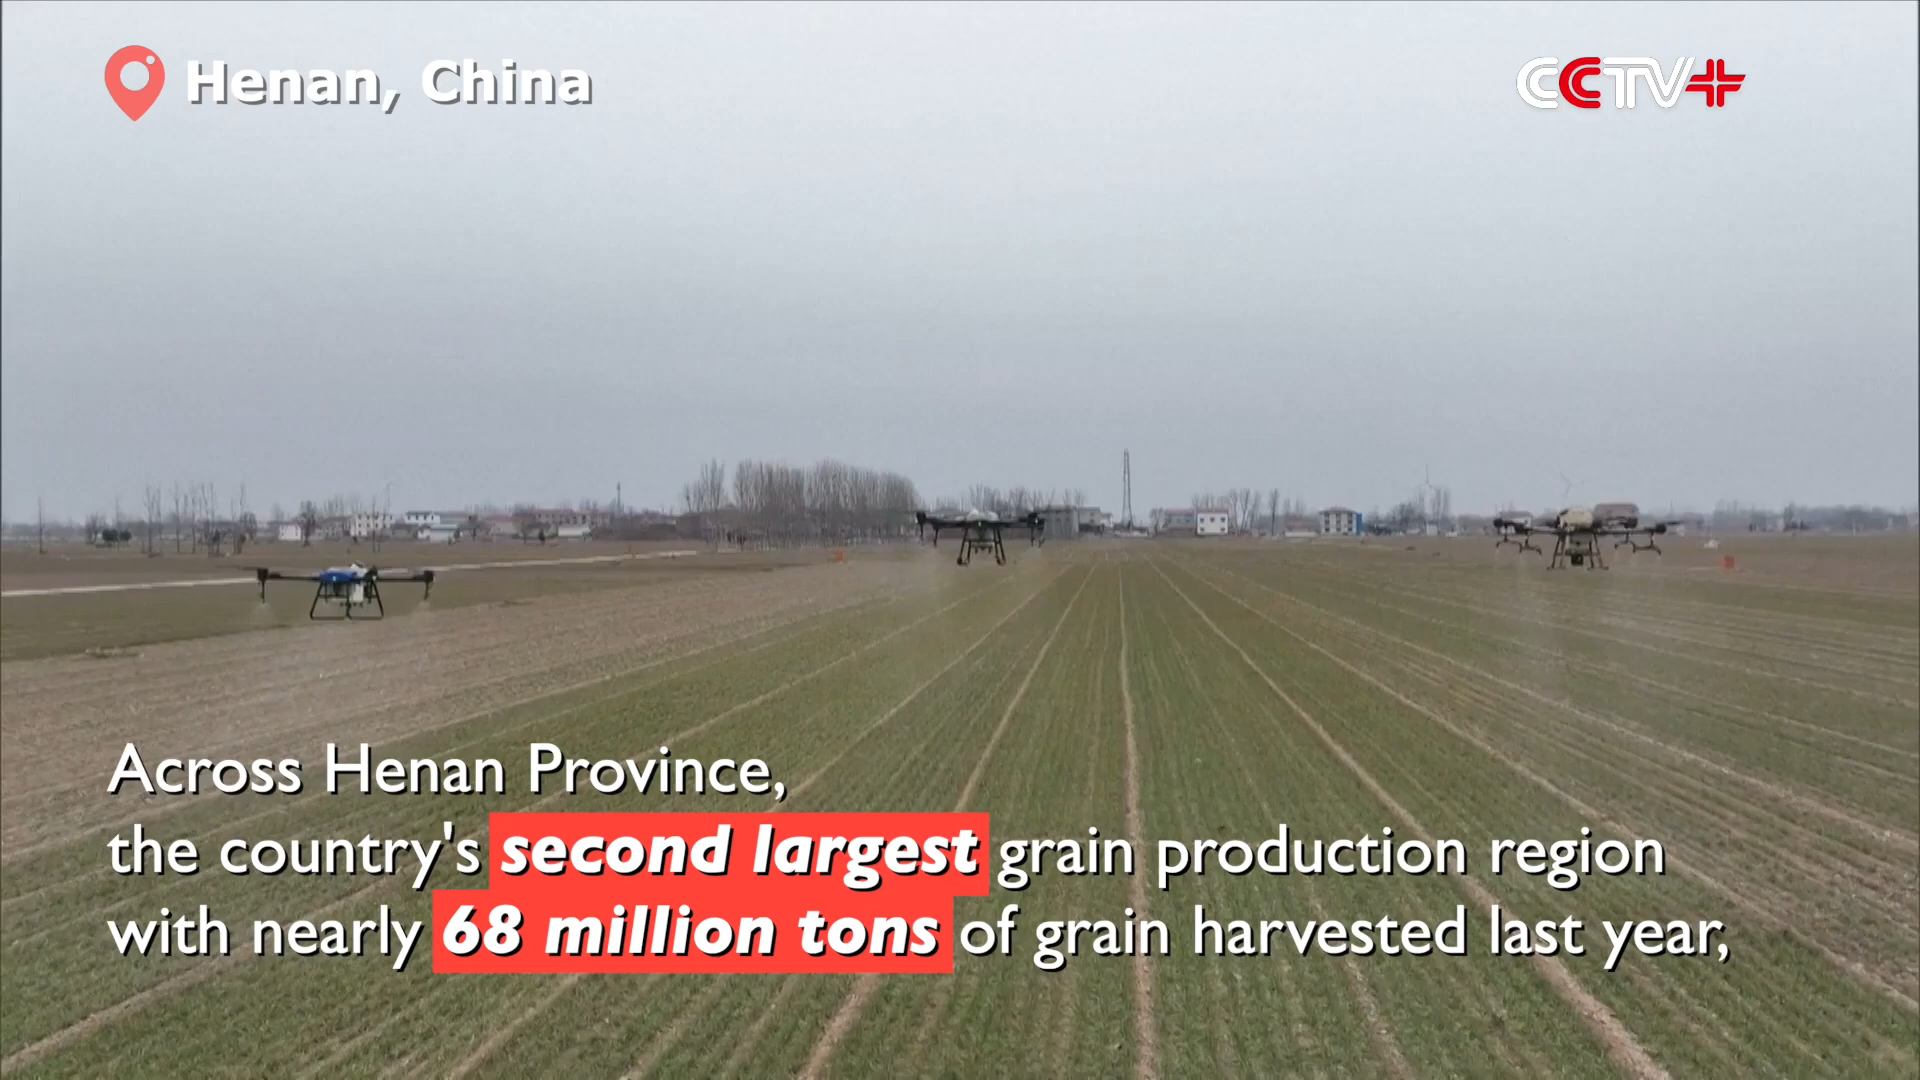 Henan, China
CCTV+
Across Henan Province,
the country's second largest grain production region
with nearly 68 million tons of grain harvested last year,